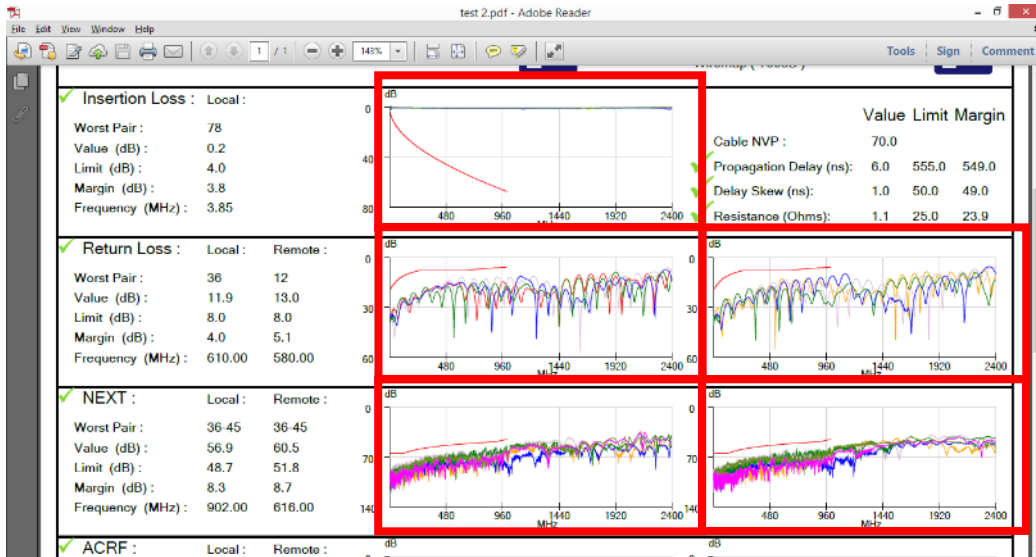 test 2.pdf - Adobe Reader
File Edit View Window Help
1 / 1 143% Tools Sign Comment
Insertion Loss : Local :
Worst Pair : 78
Value (dB) : 0.2
Limit (dB) : 4.0
Margin (dB) : 3.8
Frequency (MHz) : 3.85
dB
0
40
80
480 960 1440 1920 2400
Value Limit Margin
Cable NVP : 70.0
Propagation Delay (ns): 6.0 555.0 549.0
Delay Skew (ns): 1.0 50.0 49.0
Resistance (Ohms): 1.1 25.0 23.9
Return Loss : Local : Remote :
Worst Pair : 36 12
Value (dB) : 11.9 13.0
Limit (dB) : 8.0 8.0
Margin (dB) : 4.0 5.1
Frequency (MHz) : 610.00 580.00
dB
0
30
60
480 960 1440 1920 2400
MHz
dB
0
30
60
480 960 1440 1920 2400
MHz
NEXT : Local : Remote :
Worst Pair : 36-45 36-45
Value (dB) : 56.9 60.5
Limit (dB) : 48.7 51.8
Margin (dB) : 8.3 8.7
Frequency (MHz) : 902.00 616.00
dB
0
70
140
480 960 1440 1920 2400
MHz
dB
0
70
140
480 960 1440 1920 2400
MHz
ACRF : Local : Remote :
dB
dB